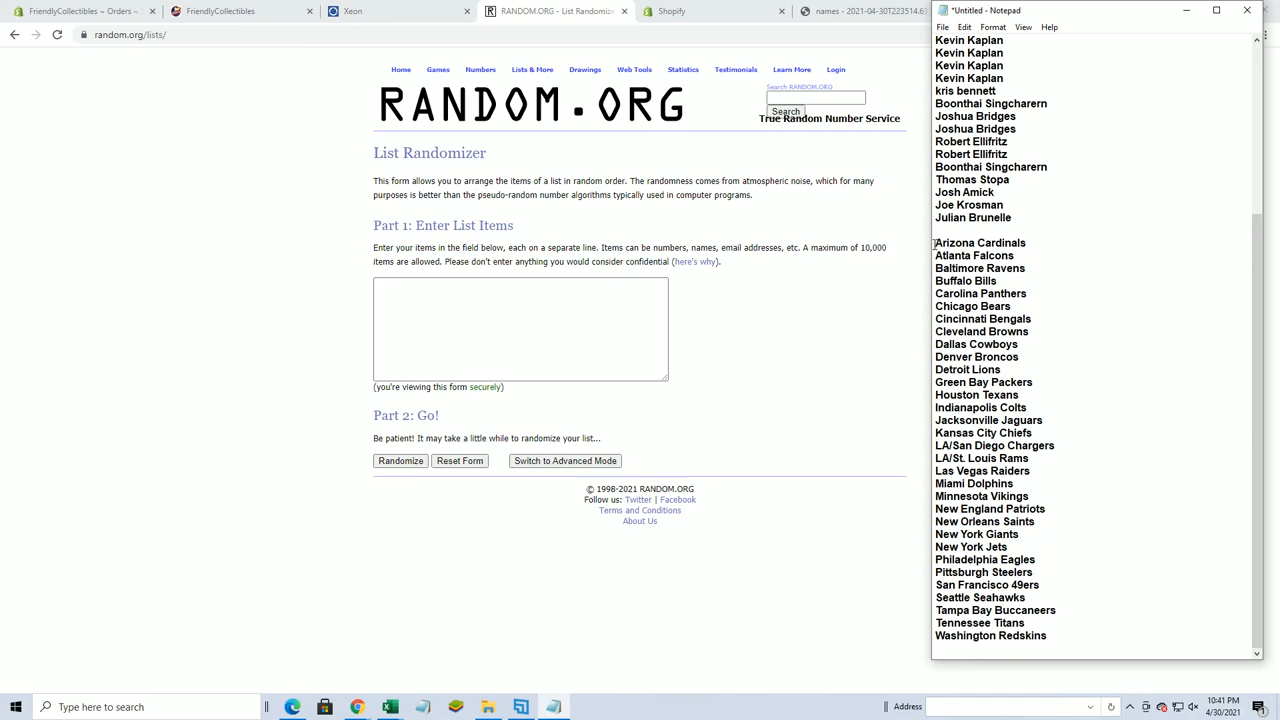 FriendlyCollectibles ~ Orders ~
FriendlyCollectibles
Xeon
RANDOM.ORG - List Randomize
Shopify
names - 2021-04-30T223514.63
random.org/lists/
Home Games Numbers Lists & More Drawings Web Tools Statistics Testimonials Learn More Login
RANDOM.ORG
Search RANDOM.ORG
Search
True Random Number Service
List Randomizer
This form allows you to arrange the items of a list in random order. The randomness comes from atmospheric noise, which for many
purposes is better than the pseudo-random number algorithms typically used in computer programs.
Part 1: Enter List Items
Enter your items in the field below, each on a separate line. Items can be numbers, names, email addresses, etc. A maximum of 10,000
items are allowed. Please don't enter anything you would consider confidential (here's why).
(you're viewing this form securely)
Part 2: Go!
Be patient! It may take a little while to randomize your list...
Randomize Reset Form Switch to Advanced Mode
© 1998-2021 RANDOM.ORG
Follow us: Twitter | Facebook
Terms and Conditions
About Us
*Untitled - Notepad
File Edit Format View Help
Kevin Kaplan
Kevin Kaplan
Kevin Kaplan
Kevin Kaplan
kris bennett
Boonthai Singcharern
Joshua Bridges
Joshua Bridges
Robert Ellifritz
Robert Ellifritz
Boonthai Singcharern
Thomas Stopa
Josh Amick
Joe Krosman
Julian Brunelle
Arizona Cardinals
Atlanta Falcons
Baltimore Ravens
Buffalo Bills
Carolina Panthers
Chicago Bears
Cincinnati Bengals
Cleveland Browns
Dallas Cowboys
Denver Broncos
Detroit Lions
Green Bay Packers
Houston Texans
Indianapolis Colts
Jacksonville Jaguars
Kansas City Chiefs
LA/San Diego Chargers
LA/St. Louis Rams
Las Vegas Raiders
Miami Dolphins
Minnesota Vikings
New England Patriots
New Orleans Saints
New York Giants
New York Jets
Philadelphia Eagles
Pittsburgh Steelers
San Francisco 49ers
Seattle Seahawks
Tampa Bay Buccaneers
Tennessee Titans
Washington Redskins
Type here to search
Address
10:41 PM
4/30/2021